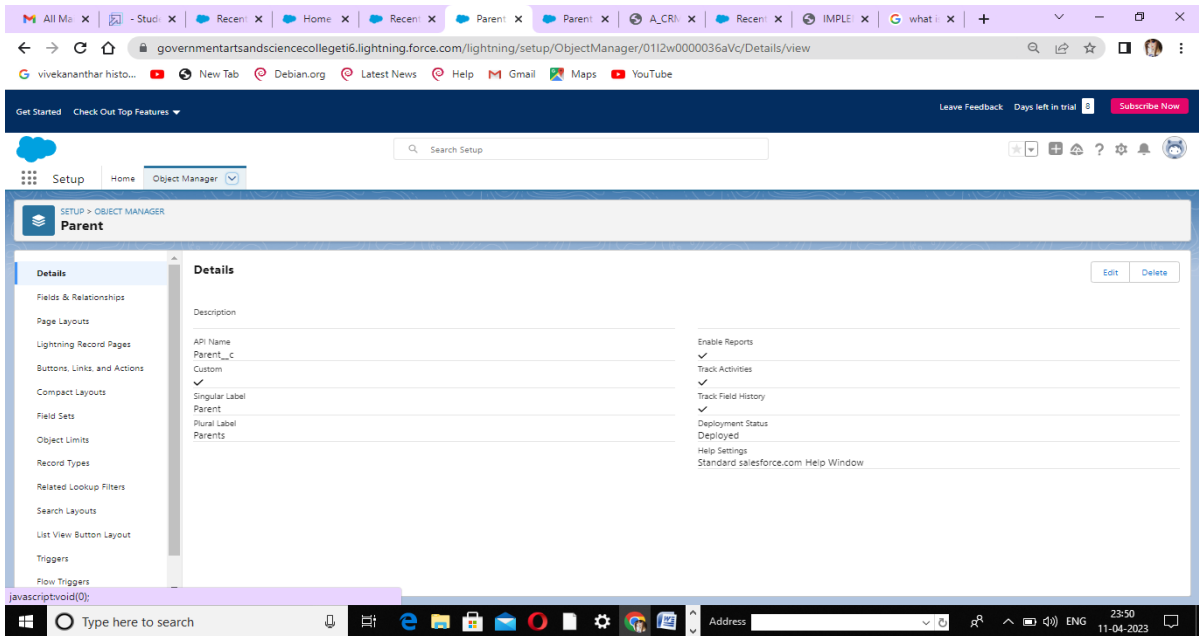 All Ma
- Stude
Recent
Home
Recent
Parent
Parent
A_CRM
Recent
IMPLE
what i
governmentartsandsciencecollegeti6.lightning.force.com/lightning/setup/ObjectManager/01I2w0000036aVc/Details/view
vivekananthar histo...
New Tab
Debian.org
Latest News
Help
Gmail
Maps
YouTube
Get Started
Check Out Top Features
Leave Feedback
Days left in trial
8
Subscribe Now
Search Setup
Setup
Home
Object Manager
SETUP > OBJECT MANAGER
Parent
Details
Fields & Relationships
Page Layouts
Lightning Record Pages
Buttons, Links, and Actions
Compact Layouts
Field Sets
Object Limits
Record Types
Related Lookup Filters
Search Layouts
List View Button Layout
Triggers
Flow Triggers
Details
Edit
Delete
Description
API Name
Parent__c
Custom
Singular Label
Parent
Plural Label
Parents
Enable Reports
Track Activities
Track Field History
Deployment Status
Deployed
Help Settings
Standard salesforce.com Help Window
javascript:void(0);
Type here to search
Address
ENG
23:50
11-04-2023